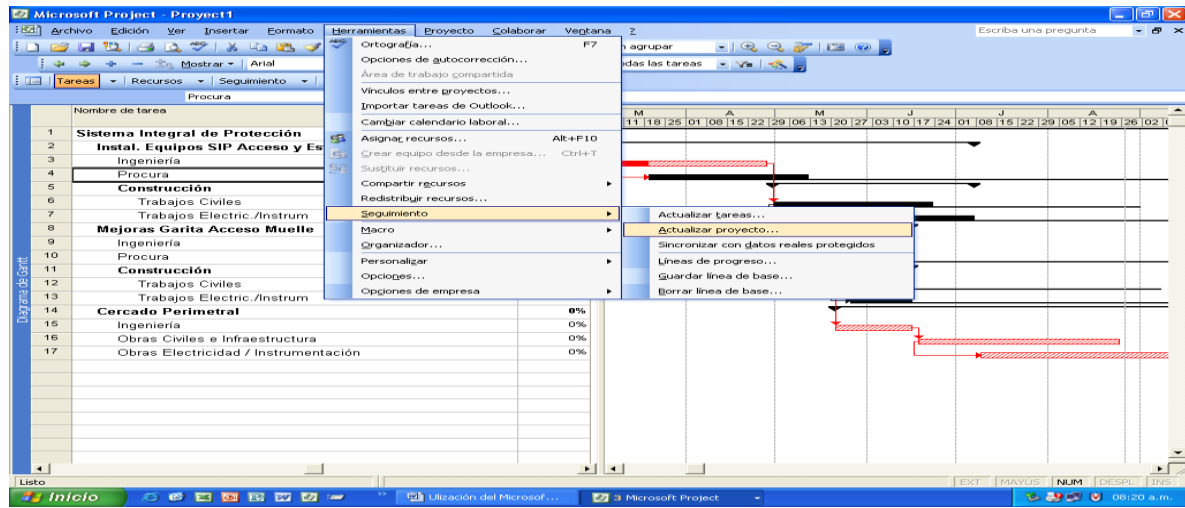 Microsoft Project - Proyect1
Archivo Edición Ver Insertar Formato Herramientas Proyecto Colaborar Ventana ? Escriba una pregunta
n agrupar
Mostrar Arial odas las tareas
Tareas Recursos Seguimiento
Procura
Nombre de tarea
M A M J J A
11 18 25 01 08 15 22 29 06 13 20 27 03 10 17 24 01 08 15 22 29 05 12 19 26 02
1 Sistema Integral de Protección
2 Instal. Equipos SIP Acceso y Es
3 Ingeniería
4 Procura
5 Construcción
6 Trabajos Civiles
7 Trabajos Electric./Instrum
8 Mejoras Garita Acceso Muelle
9 Ingeniería
10 Procura
11 Construcción
12 Trabajos Civiles
13 Trabajos Electric./Instrum
14 Cercado Perimetral 0%
15 Ingeniería 0%
16 Obras Civiles e Infraestructura 0%
17 Obras Electricidad / Instrumentación 0%
Diagrama de Gantt
Ortografía... F7
Opciones de autocorrección...
Área de trabajo compartida
Vínculos entre proyectos...
Importar tareas de Outlook...
Cambiar calendario laboral...
Asignar recursos... Alt+F10
Crear equipo desde la empresa... Ctrl+T
Sustituir recursos...
Compartir recursos
Redistribuir recursos...
Seguimiento
Macro
Organizador...
Personalizar
Opciones...
Opciones de empresa
Actualizar tareas...
Actualizar proyecto...
Sincronizar con datos reales protegidos
Líneas de progreso...
Guardar línea de base...
Borrar línea de base...
Listo EXT MAYÚS NUM DESPL INS
Inicio Ulización del Microsof... 3 Microsoft Project 08:20 a.m.